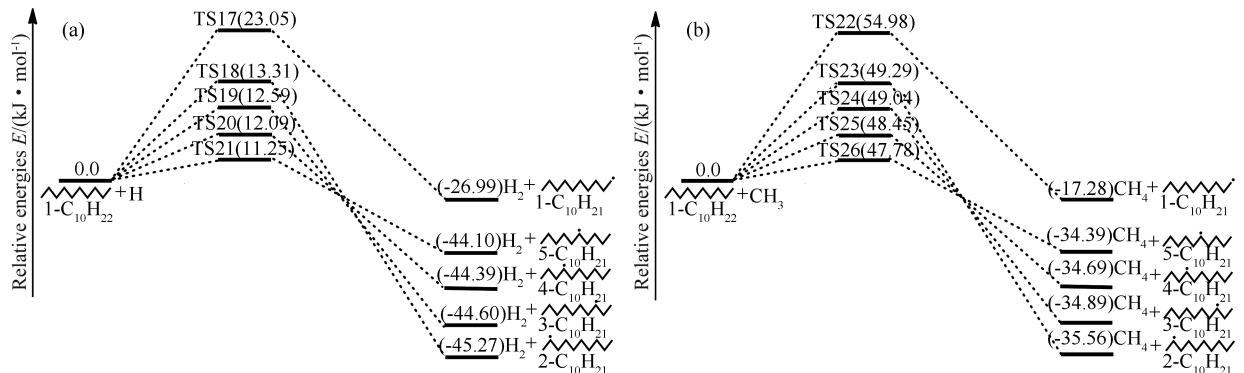 Relative energies E/(kJ·mol⁻¹)
(a)
TS17(23.05)
TS18(13.31)
TS19(12.59)
TS20(12.09)
TS21(11.25)
0.0
+H
1-C₁₀H₂₂
(-26.99)H₂+
1-C₁₀H₂₁
(-44.10)H₂+
5-C₁₀H₂₁
(-44.39)H₂+
4-C₁₀H₂₁
(-44.60)H₂+
3-C₁₀H₂₁
(-45.27)H₂+
2-C₁₀H₂₁
Relative energies E/(kJ·mol⁻¹)
(b)
TS22(54.98)
TS23(49.29)
TS24(49.04)
TS25(48.45)
TS26(47.78)
0.0
+CH₃
1-C₁₀H₂₂
(-17.28)CH₄+
1-C₁₀H₂₁
(-34.39)CH₄+
5-C₁₀H₂₁
(-34.69)CH₄+
4-C₁₀H₂₁
(-34.89)CH₄+
3-C₁₀H₂₁
(-35.56)CH₄+
2-C₁₀H₂₁